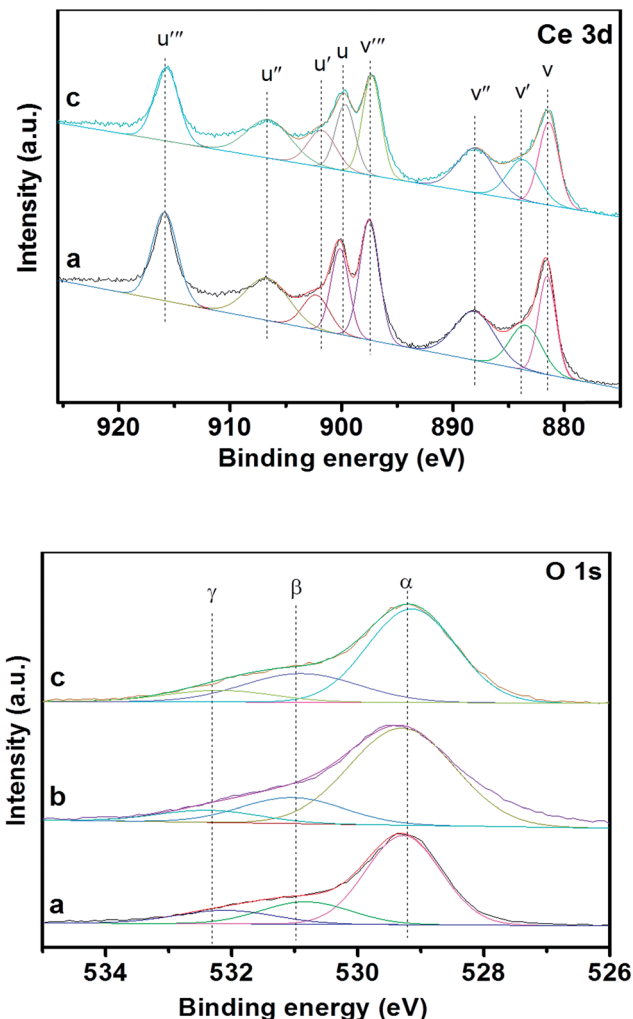 Ce 3d
u‴ u″ u′ u v‴ v″ v′ v
c
a
Intensity (a.u.)
920 910 900 890 880
Binding energy (eV)
O 1s
γ β α
c
b
a
Intensity (a.u.)
534 532 530 528 526
Binding energy (eV)